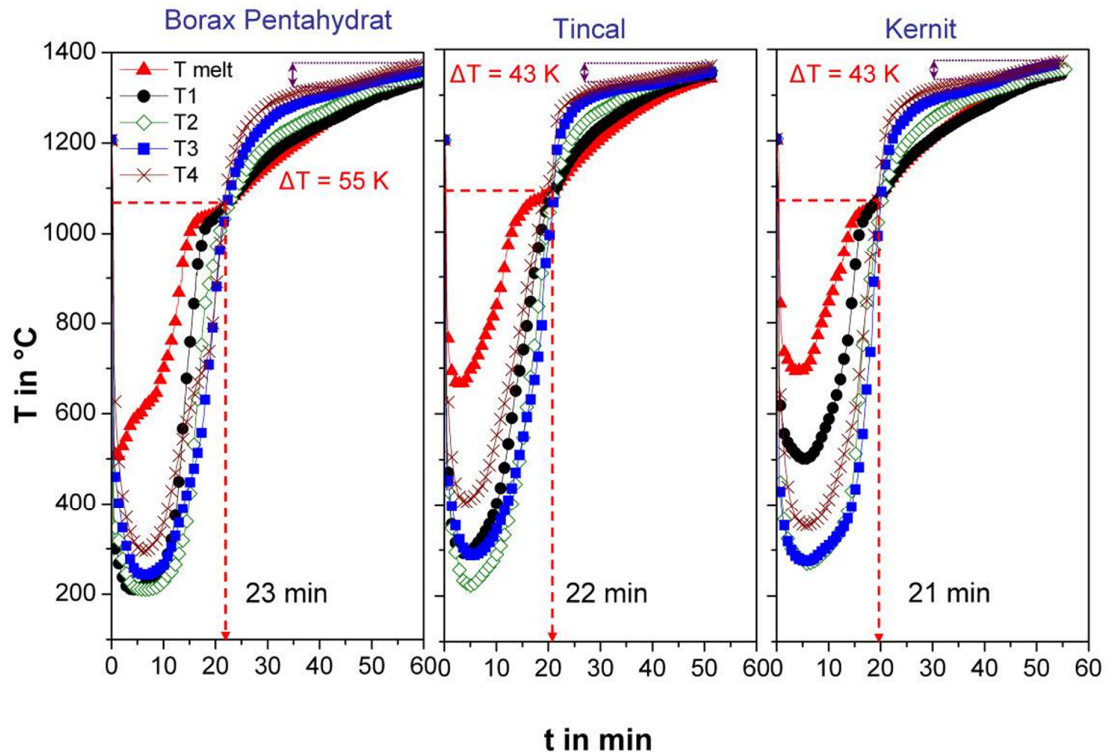 Borax Pentahydrat
Tincal
Kernit
1400
1200
1000
800
600
400
200
T in °C
T melt
T1
T2
T3
T4
ΔT = 55 K
23 min
0 10 20 30 40 50 60
ΔT = 43 K
22 min
0 10 20 30 40 50 60
ΔT = 43 K
21 min
0 10 20 30 40 50 60
t in min